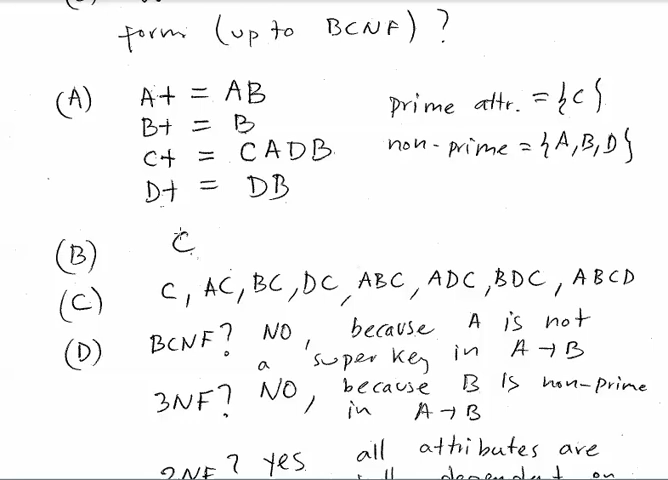 form (up to BCNF) ?
(A) A+ = AB prime attr. = {C}
B+ = B non-prime = {A,B,D}
C+ = CADB
D+ = DB
(B) C
(C) C, AC, BC, DC, ABC, ADC, BDC, ABCD
(D) BCNF? NO, because A is not
a super key in A → B
3NF? NO, because B is non-prime
in A → B
2NF? yes all attributes are
dependent on